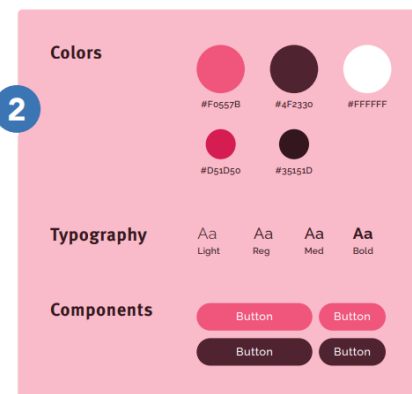 Colors
2
#F0557B #4F2330 #FFFFFF
#D51D50 #35151D
Typography
Aa Aa Aa Aa
Light Reg Med Bold
Components
Button Button
Button Button